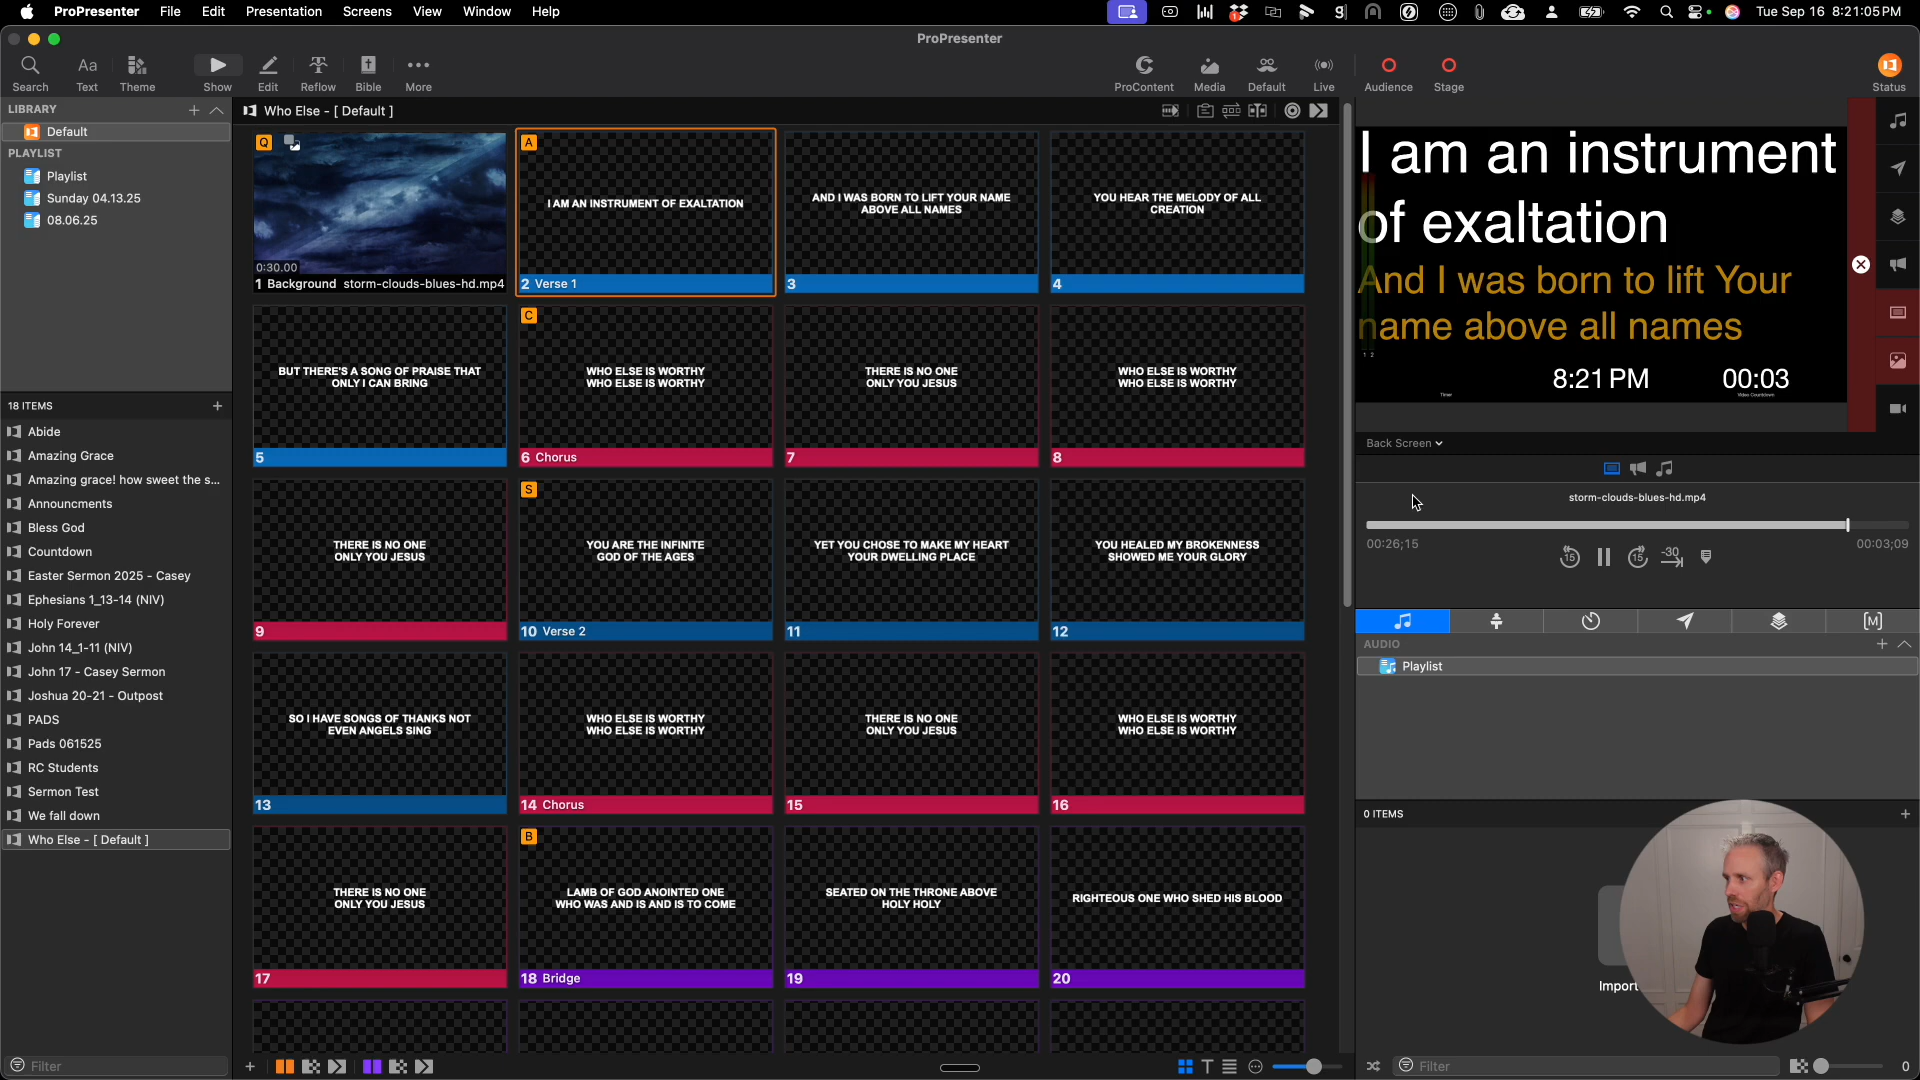 ProPresenter File Edit Presentation Screens View Window Help
Tue Sep 16 8:21:05 PM
ProPresenter
Search Text Theme Show Edit Reflow Bible More
ProContent Media Default Live Audience Stage Status
LIBRARY
Default
PLAYLIST
Playlist
Sunday 04.13.25
08.06.25
18 ITEMS
Abide
Amazing Grace
Amazing grace! how sweet the s...
Announcments
Bless God
Countdown
Easter Sermon 2025 - Casey
Ephesians 1_13-14 (NIV)
Holy Forever
John 14_1-11 (NIV)
John 17 - Casey Sermon
Joshua 20-21 - Outpost
PADS
Pads 061525
RC Students
Sermon Test
We fall down
Who Else - [ Default ]
Filter
Who Else - [ Default ]
Q
0:30.00
1 Background storm-clouds-blues-hd.mp4
A
I AM AN INSTRUMENT OF EXALTATION
2 Verse 1
AND I WAS BORN TO LIFT YOUR NAME
ABOVE ALL NAMES
3
YOU HEAR THE MELODY OF ALL
CREATION
4
BUT THERE'S A SONG OF PRAISE THAT
ONLY I CAN BRING
5
C
WHO ELSE IS WORTHY
WHO ELSE IS WORTHY
6 Chorus
THERE IS NO ONE
ONLY YOU JESUS
7
WHO ELSE IS WORTHY
WHO ELSE IS WORTHY
8
THERE IS NO ONE
ONLY YOU JESUS
9
S
YOU ARE THE INFINITE
GOD OF THE AGES
10 Verse 2
YET YOU CHOSE TO MAKE MY HEART
YOUR DWELLING PLACE
11
YOU HEALED MY BROKENNESS
SHOWED ME YOUR GLORY
12
SO I HAVE SONGS OF THANKS NOT
EVEN ANGELS SING
13
WHO ELSE IS WORTHY
WHO ELSE IS WORTHY
14 Chorus
THERE IS NO ONE
ONLY YOU JESUS
15
WHO ELSE IS WORTHY
WHO ELSE IS WORTHY
16
THERE IS NO ONE
ONLY YOU JESUS
17
B
LAMB OF GOD ANOINTED ONE
WHO WAS AND IS AND IS TO COME
18 Bridge
SEATED ON THE THRONE ABOVE
HOLY HOLY
19
RIGHTEOUS ONE WHO SHED HIS BLOOD
20
I am an instrument
of exaltation
And I was born to lift Your
name above all names
1 2
8:21 PM 00:03
Timer Video Countdown
Back Screen
storm-clouds-blues-hd.mp4
00:26;15 00:03;09
15 15 -30
[M]
AUDIO
Playlist
0 ITEMS
Import
Filter
0